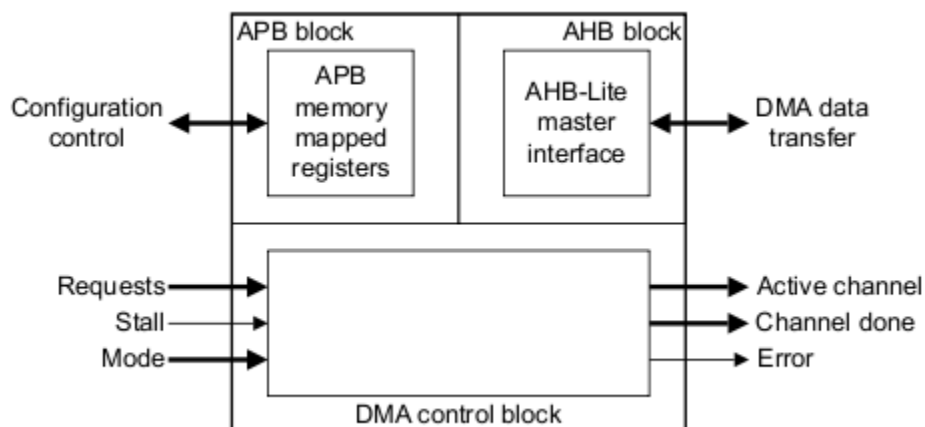 APB block
AHB block
APB
memory
mapped
registers
AHB-Lite
master
interface
Configuration
control
DMA data
transfer
Requests
Stall
Mode
Active channel
Channel done
Error
DMA control block